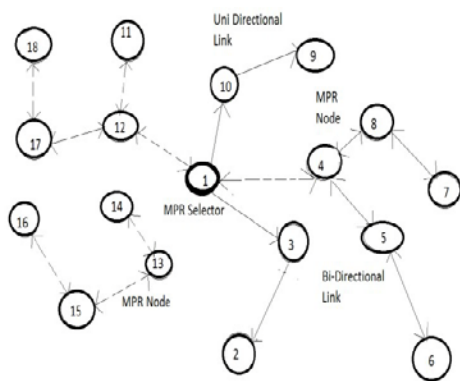 18
11
Uni Directional
Link
9
10
MPR
Node
17
12
8
4
1
7
MPR Selector
16
14
3
5
13
Bi-Directional
Link
MPR Node
15
2
6